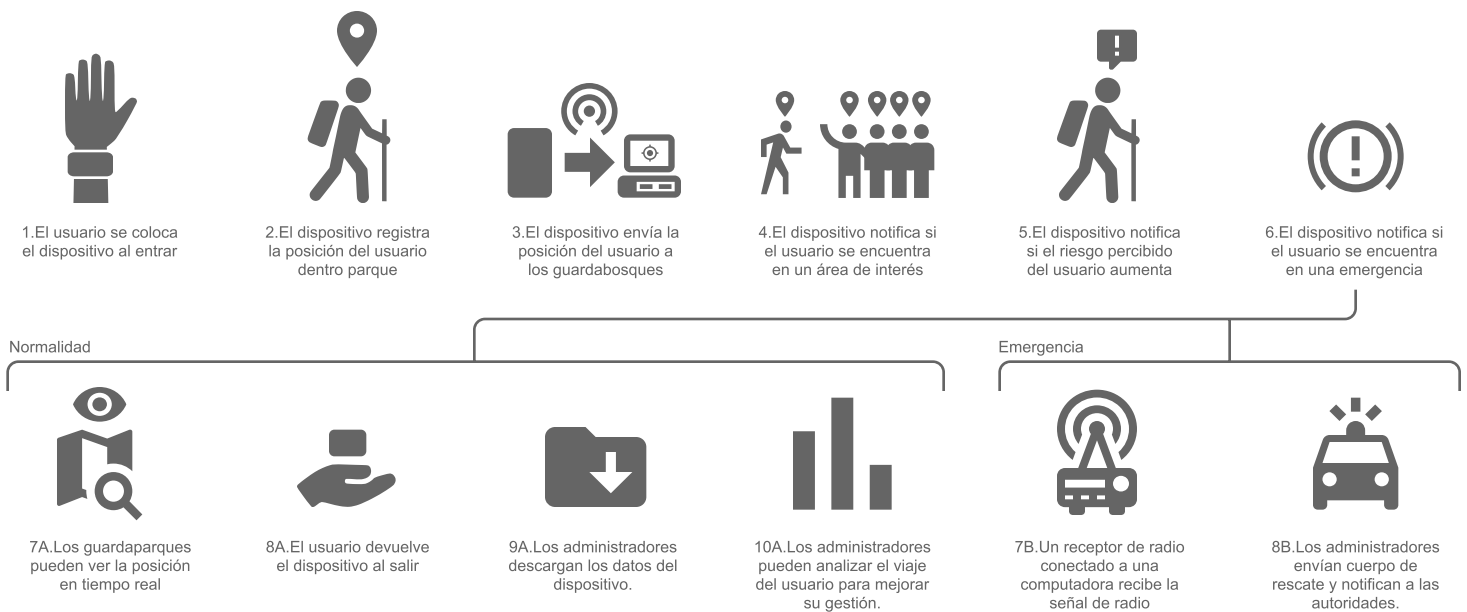 1.El usuario se coloca
el dispositivo al entrar
2.El dispositivo registra
la posición del usuario
dentro parque
3.El dispositivo envía la
posición del usuario a
los guardabosques
4.El dispositivo notifica si
el usuario se encuentra
en un área de interés
5.El dispositivo notifica
si el riesgo percibido
del usuario aumenta
6.El dispositivo notifica si
el usuario se encuentra
en una emergencia
Normalidad
Emergencia
7A.Los guardaparques
pueden ver la posición
en tiempo real
8A.El usuario devuelve
el dispositivo al salir
9A.Los administradores
descargan los datos del
dispositivo.
10A.Los administradores
pueden analizar el viaje
del usuario para mejorar
su gestión.
7B.Un receptor de radio
conectado a una
computadora recibe la
señal de radio
8B.Los administradores
envían cuerpo de
rescate y notifican a las
autoridades.